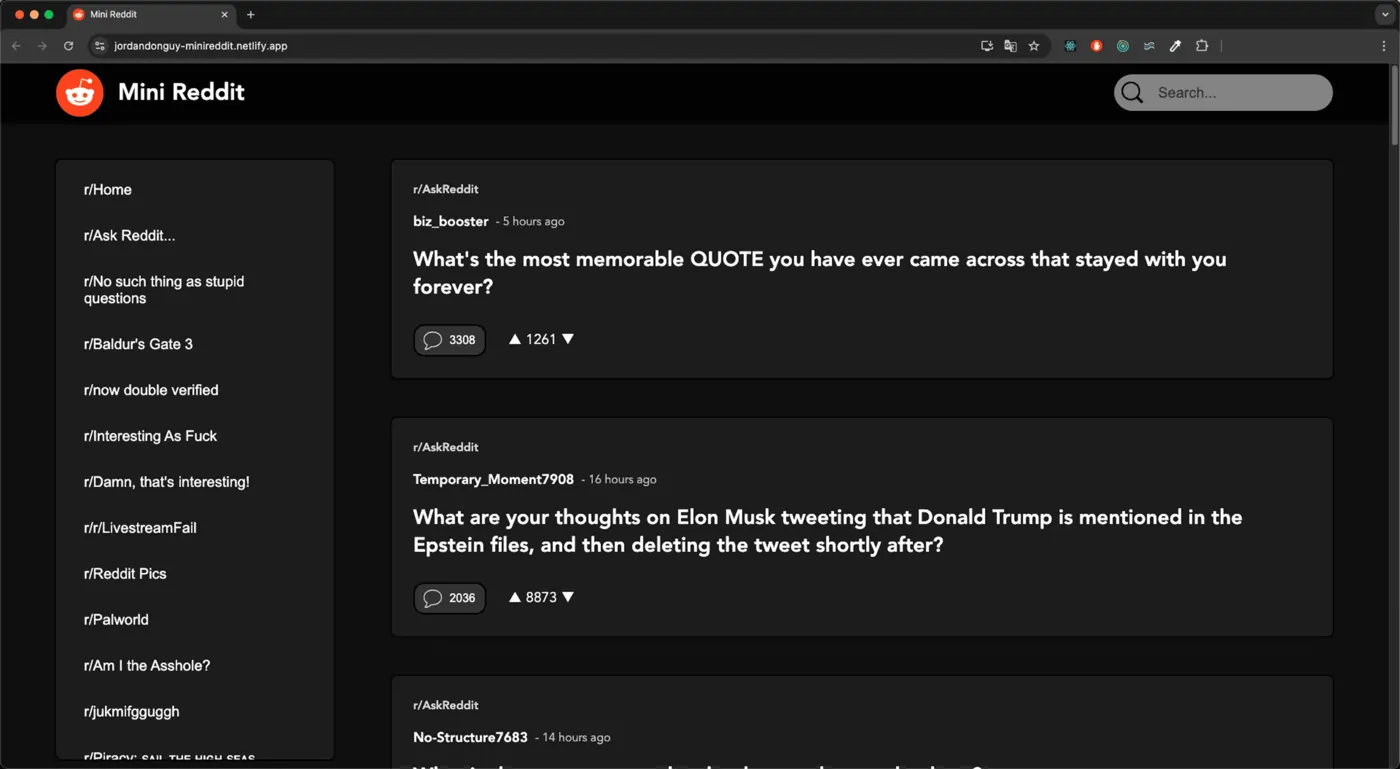 Mini Reddit
jordandonguy-minireddit.netlify.app
Mini Reddit
Search...
r/Home
r/Ask Reddit...
r/No such thing as stupid
questions
r/Baldur's Gate 3
r/now double verified
r/Interesting As Fuck
r/Damn, that's interesting!
r/r/LivestreamFail
r/Reddit Pics
r/Palworld
r/Am I the Asshole?
r/jukmifgguggh
r/Piracy: ꜱᴀɪʟ ᴛʜᴇ ʜɪɢʜ ꜱᴇᴀꜱ
r/AskReddit
biz_booster - 5 hours ago
What's the most memorable QUOTE you have ever came across that stayed with you
forever?
3308 ▲ 1261 ▼
r/AskReddit
Temporary_Moment7908 - 16 hours ago
What are your thoughts on Elon Musk tweeting that Donald Trump is mentioned in the
Epstein files, and then deleting the tweet shortly after?
2036 ▲ 8873 ▼
r/AskReddit
No-Structure7683 - 14 hours ago